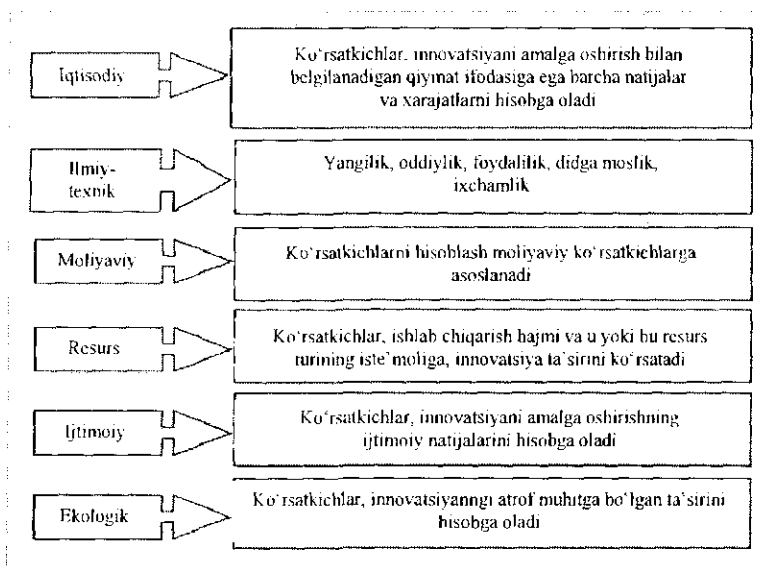 Iqtisodiy
Ko‘rsatkichlar, innovatsiyani amalga oshirish bilan
belgilanadigan qiymat ifodasiga ega barcha natijalar
va xarajatlarni hisobga oladi
Ilmiy-
texnik
Yangilik, oddiylik, foydalilik, didga moslik,
ixchamlik
Moliyaviy
Ko‘rsatkichlarni hisoblash moliyaviy ko‘rsatkichlarga
asoslanadi
Resurs
Ko‘rsatkichlar, ishlab chiqarish hajmi va u yoki bu resurs
turining iste’moliga, innovatsiya ta’sirini ko‘rsatadi
Ijtimoiy
Ko‘rsatkichlar, innovatsiyani amalga oshirishning
ijtimoiy natijalarini hisobga oladi
Ekologik
Ko‘rsatkichlar, innovatsiyanngi atrof muhitga bo‘lgan ta’sirini
hisobga oladi